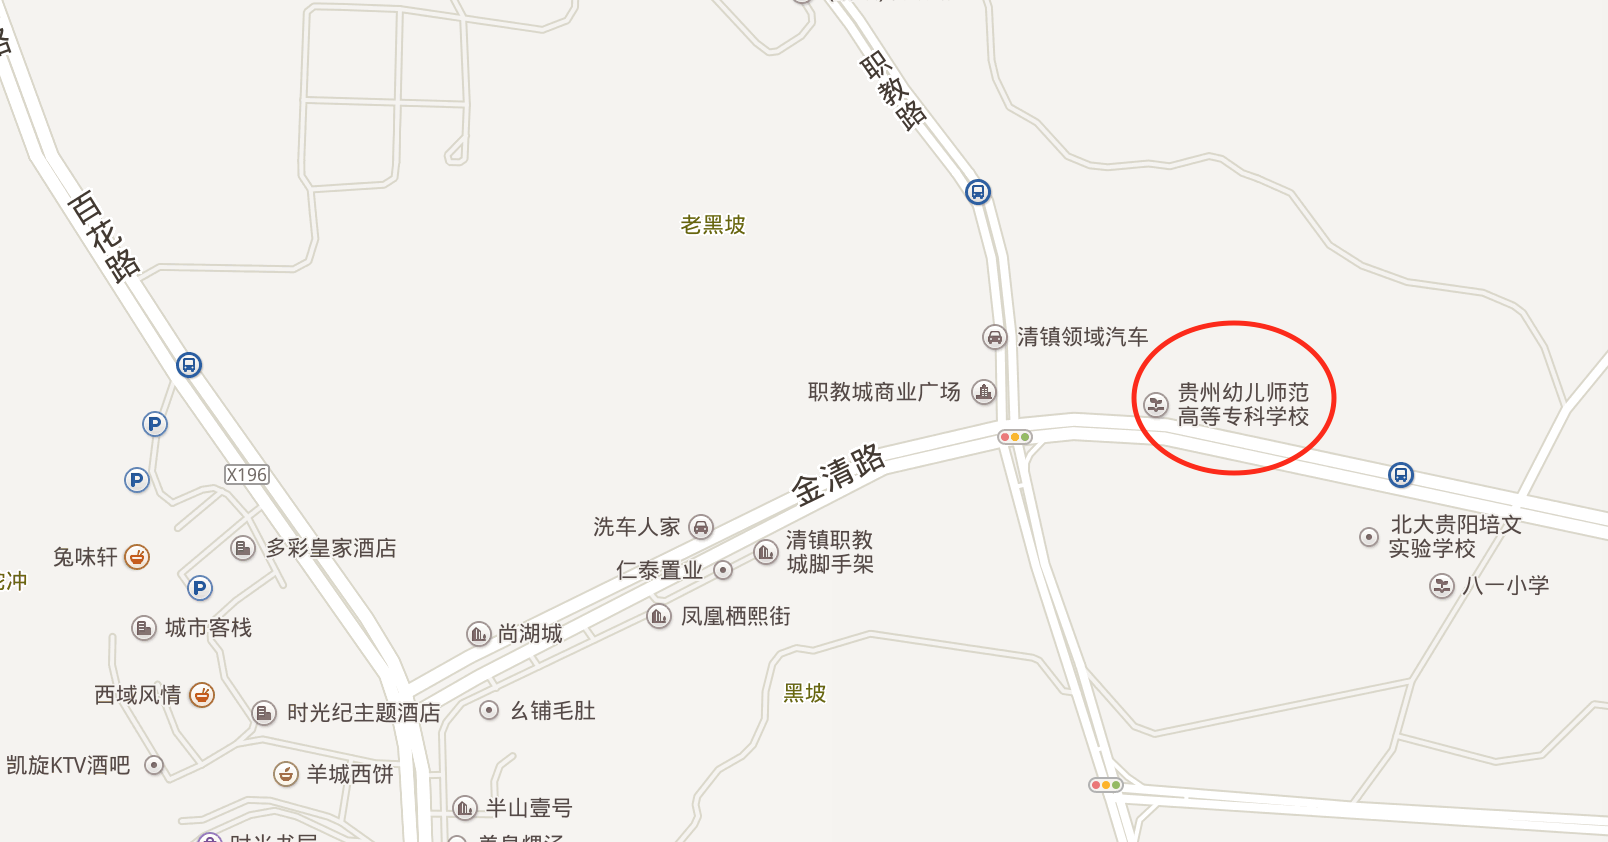 职教路
百花路
老黑坡
清镇领域汽车
职教城商业广场
贵州幼儿师范
高等专科学校
金清路
X196
洗车人家
清镇职教
城脚手架
北大贵阳培文
实验学校
多彩皇家酒店
兔味轩
仁泰置业
八一小学
凤凰栖熙街
城市客栈
尚湖城
西域风情
黑坡
时光纪主题酒店
幺铺毛肚
凯旋KTV酒吧
羊城西饼
半山壹号
P
P
P